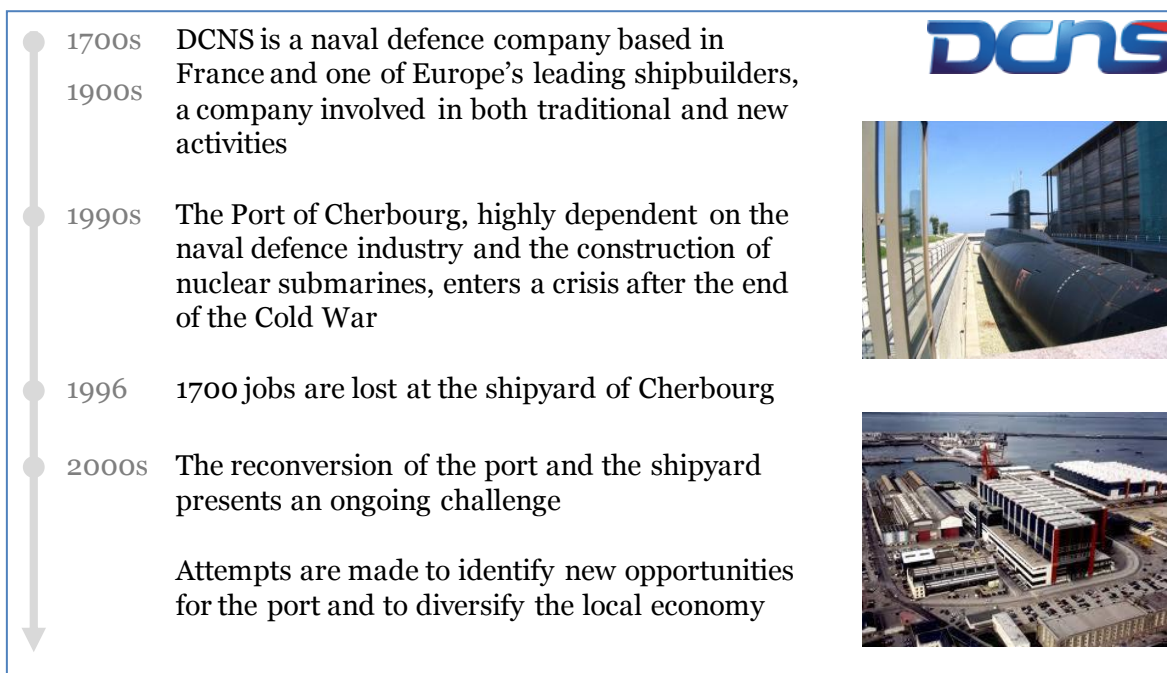 1700s
DCNS is a naval defence company based in
1900s
France and one of Europe's leading shipbuilders,
a company involved in both traditional and new
activities
1990s
The Port of Cherbourg, highly dependent on the
naval defence industry and the construction of
nuclear submarines, enters a crisis after the end
of the Cold War
1996
1700 jobs are lost at the shipyard of Cherbourg
2000s
The reconversion of the port and the shipyard
presents an ongoing challenge
Attempts are made to identify new opportunities
for the port and to diversify the local economy
DCNS